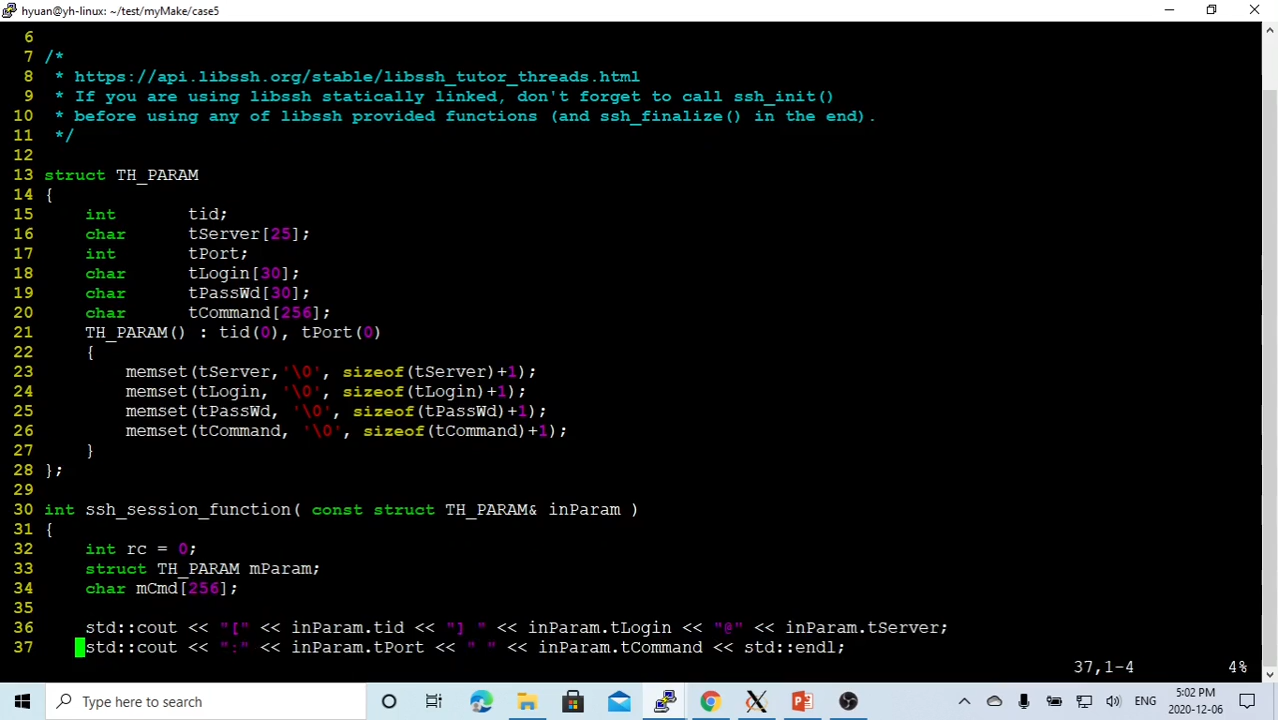 hyuan@yh-linux: ~/test/myMake/case5
6
7 /*
8  * https://api.libssh.org/stable/libssh_tutor_threads.html
9  * If you are using libssh statically linked, don't forget to call ssh_init()
10  * before using any of libssh provided functions (and ssh_finalize() in the end).
11  */
12
13 struct TH_PARAM
14 {
15     int       tid;
16     char      tServer[25];
17     int       tPort;
18     char      tLogin[30];
19     char      tPassWd[30];
20     char      tCommand[256];
21     TH_PARAM() : tid(0), tPort(0)
22     {
23         memset(tServer,'\0', sizeof(tServer)+1);
24         memset(tLogin, '\0', sizeof(tLogin)+1);
25         memset(tPassWd, '\0', sizeof(tPassWd)+1);
26         memset(tCommand, '\0', sizeof(tCommand)+1);
27     }
28 };
29
30 int ssh_session_function( const struct TH_PARAM& inParam )
31 {
32     int rc = 0;
33     struct TH_PARAM mParam;
34     char mCmd[256];
35
36     std::cout << "[" << inParam.tid << "] " << inParam.tLogin << "@" << inParam.tServer;
37     std::cout << ":" << inParam.tPort << " " << inParam.tCommand << std::endl;
37,1-4 4%
Type here to search
ENG
5:02 PM
2020-12-06